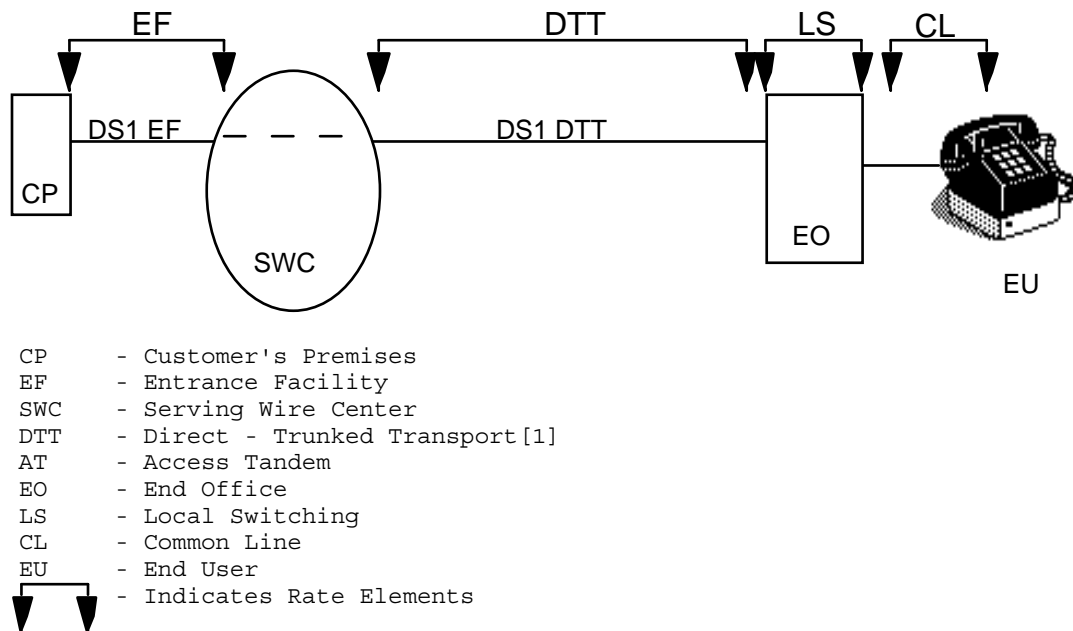 EF DTT LS CL
DS1 EF DS1 DTT
CP
EO
SWC
EU
CP - Customer's Premises
EF - Entrance Facility
SWC - Serving Wire Center
DTT - Direct - Trunked Transport[1]
AT - Access Tandem
EO - End Office
LS - Local Switching
CL - Common Line
EU - End User
- Indicates Rate Elements